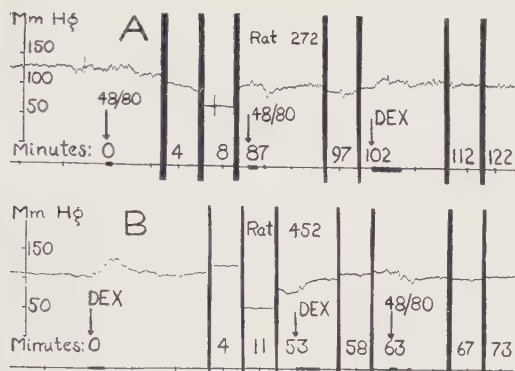 Mm Hg A Rat 272
150
100
50
48/80 48/80 DEX
Minutes: 0 4 8 87 97 102 112 122
Mm Hg B Rat 452
150
50
DEX DEX 48/80
Minutes: 0 4 11 53 58 63 67 73